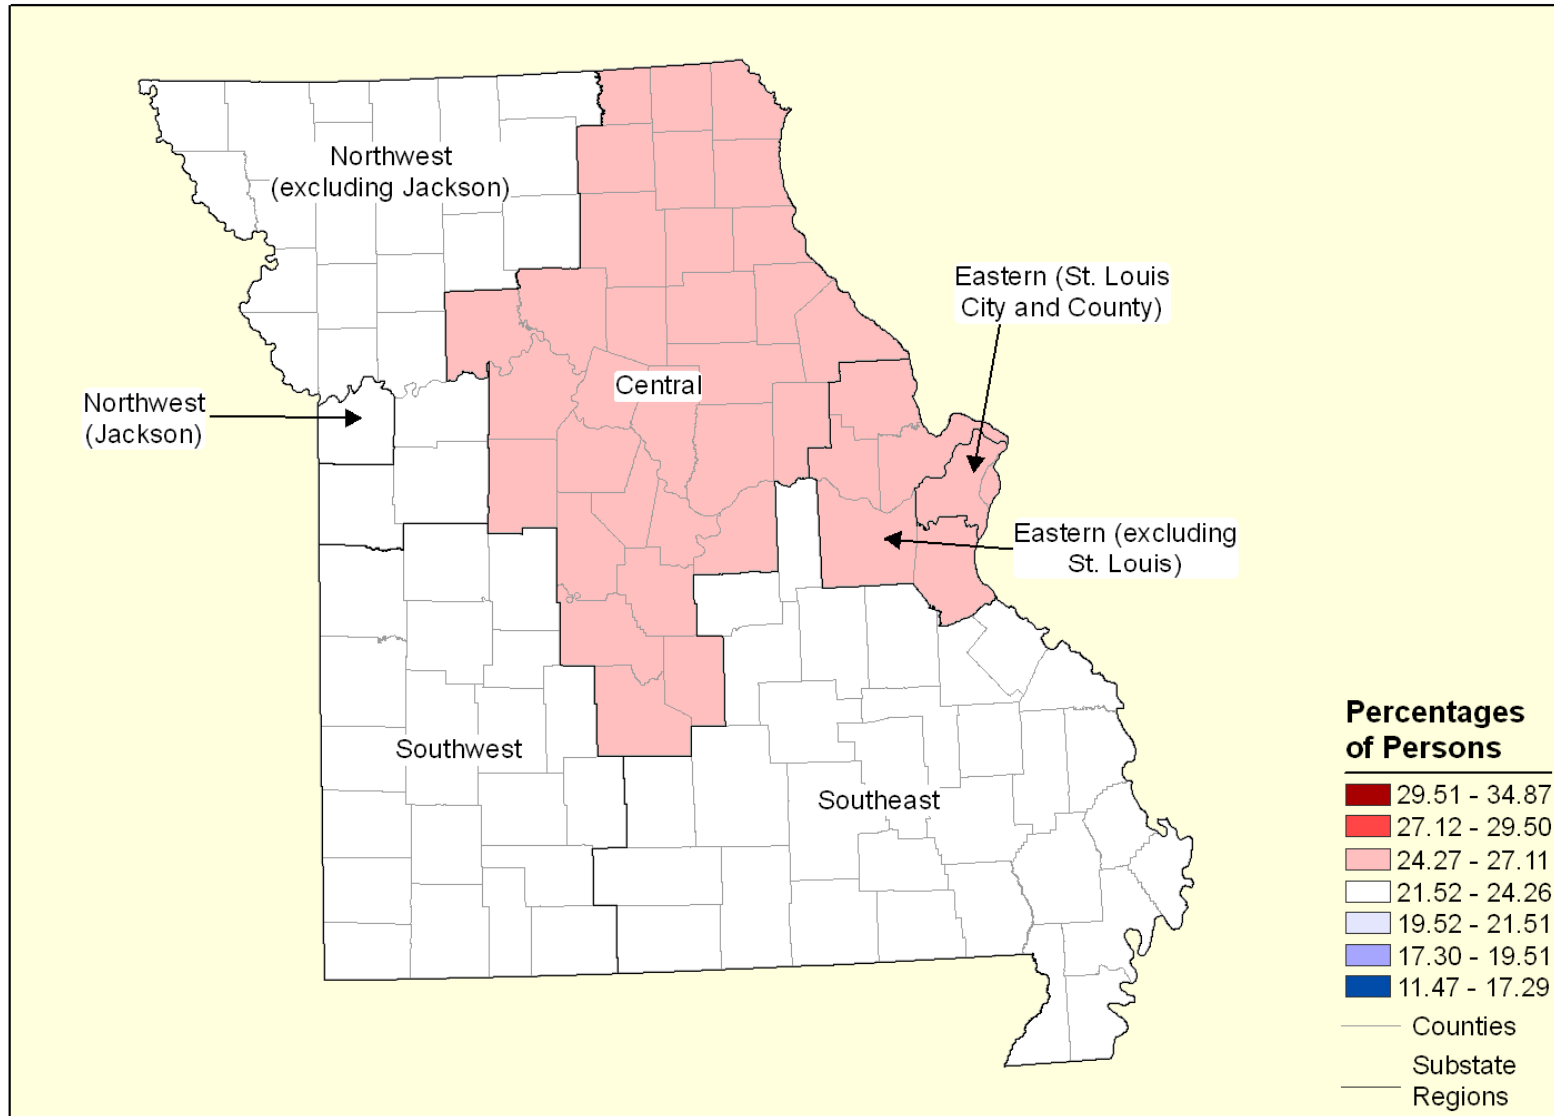 Northwest
(excluding Jackson)
Eastern (St. Louis
City and County)
Central
Northwest
(Jackson)
Eastern (excluding
St. Louis)
Southwest
Southeast
Percentages
of Persons
29.51 - 34.87
27.12 - 29.50
24.27 - 27.11
21.52 - 24.26
19.52 - 21.51
17.30 - 19.51
11.47 - 17.29
Counties
Substate
Regions